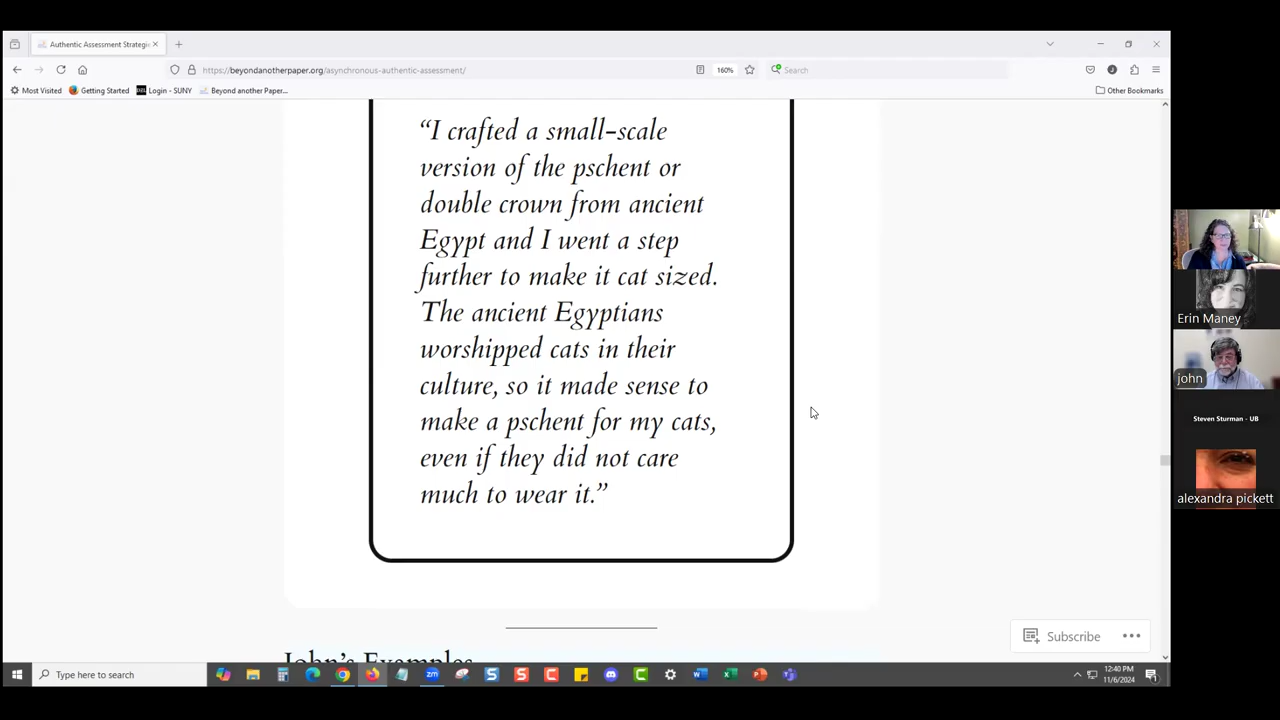 Authentic Assessment Strategi
https://beyondanotherpaper.org/asynchronous-authentic-assessment/
160%
Search
Most Visited
Getting Started
Login - SUNY
Beyond another Paper...
Other Bookmarks
“I crafted a small-scale
version of the pschent or
double crown from ancient
Egypt and I went a step
further to make it cat sized.
The ancient Egyptians
worshipped cats in their
culture, so it made sense to
make a pschent for my cats,
even if they did not care
much to wear it.”
John’s Examples
Subscribe
Erin Maney
john
Steven Sturman - UB
alexandra pickett
Type here to search
zm
12:40 PM
11/6/2024